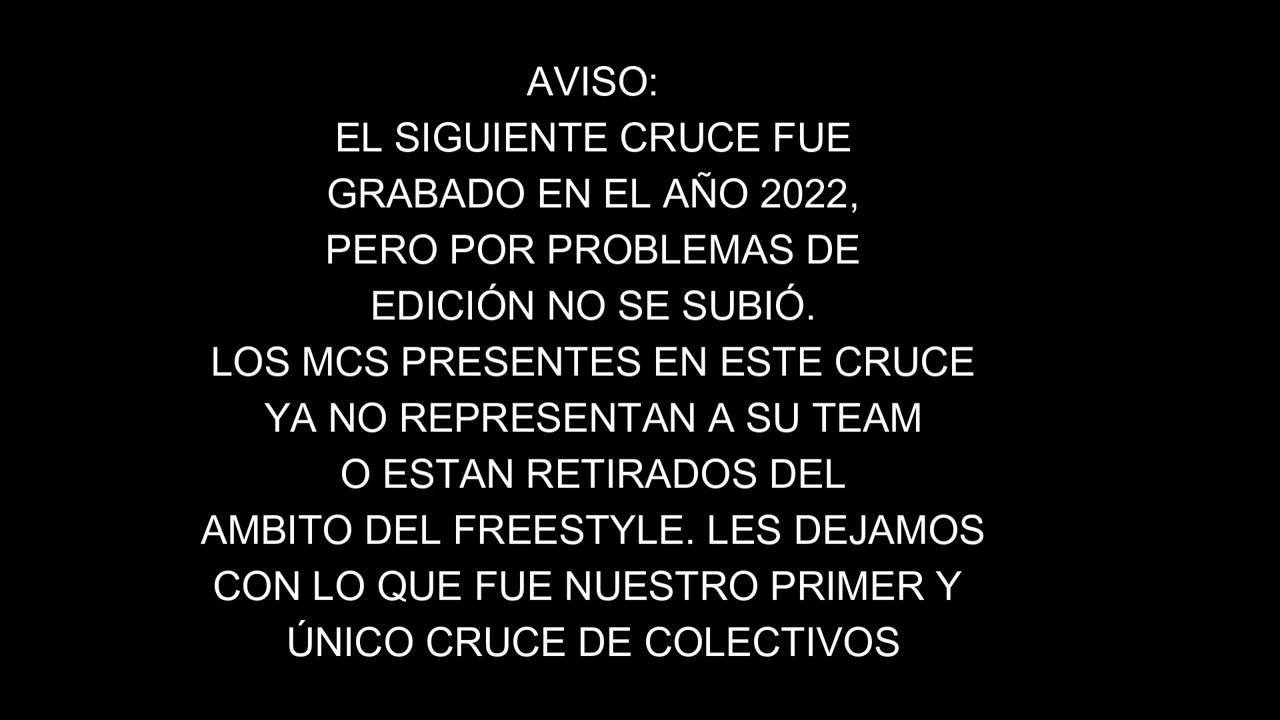 AVISO:
EL SIGUIENTE CRUCE FUE
GRABADO EN EL AÑO 2022,
PERO POR PROBLEMAS DE
EDICIÓN NO SE SUBIÓ.
LOS MCS PRESENTES EN ESTE CRUCE
YA NO REPRESENTAN A SU TEAM
O ESTAN RETIRADOS DEL
AMBITO DEL FREESTYLE. LES DEJAMOS
CON LO QUE FUE NUESTRO PRIMER Y
ÚNICO CRUCE DE COLECTIVOS